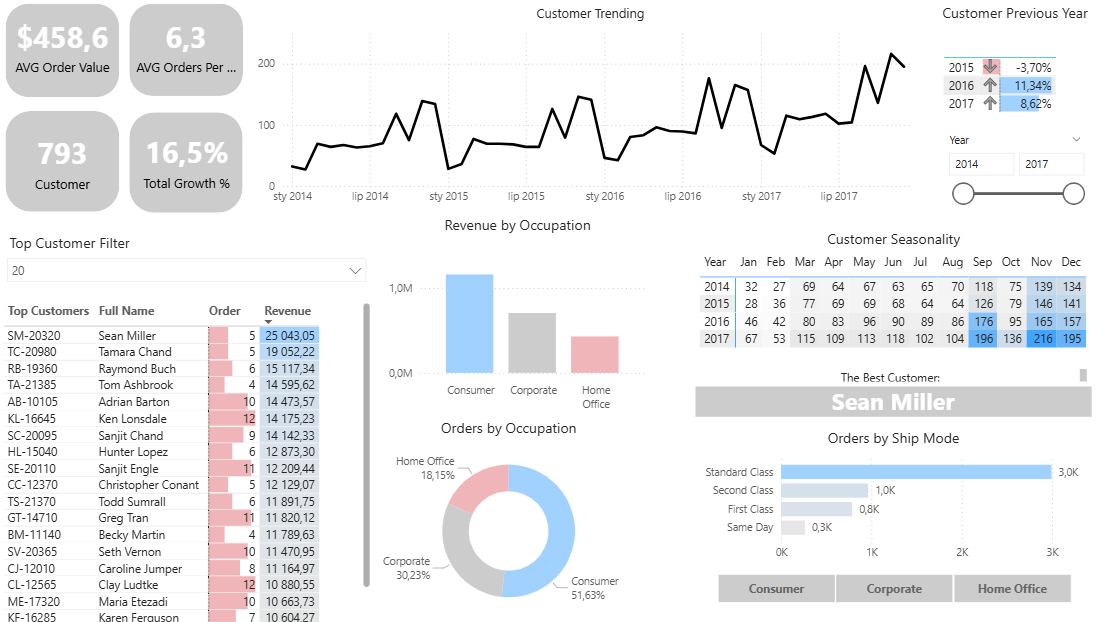 $458,6
AVG Order Value
6,3
AVG Orders Per ...
793
Customer
16,5%
Total Growth %
Customer Trending
200
100
0
sty 2014 lip 2014 sty 2015 lip 2015 sty 2016 lip 2016 sty 2017 lip 2017
Customer Previous Year
2015 -3,70%
2016 11,34%
2017 8,62%
Year
2014 2017
Top Customer Filter
20
Top Customers Full Name Order Revenue
SM-20320 Sean Miller 5 25 043,05
TC-20980 Tamara Chand 5 19 052,22
RB-19360 Raymond Buch 6 15 117,34
TA-21385 Tom Ashbrook 4 14 595,62
AB-10105 Adrian Barton 10 14 473,57
KL-16645 Ken Lonsdale 12 14 175,23
SC-20095 Sanjit Chand 9 14 142,33
HL-15040 Hunter Lopez 6 12 873,30
SE-20110 Sanjit Engle 11 12 209,44
CC-12370 Christopher Conant 5 12 129,07
TS-21370 Todd Sumrall 6 11 891,75
GT-14710 Greg Tran 11 11 820,12
BM-11140 Becky Martin 4 11 789,63
SV-20365 Seth Vernon 10 11 470,95
CJ-12010 Caroline Jumper 8 11 164,97
CL-12565 Clay Ludtke 12 10 880,55
ME-17320 Maria Etezadi 10 10 663,73
KF-16285 Karen Ferguson 7 10 604,27
Revenue by Occupation
1,0M
0,0M
Consumer Corporate Home
Office
Orders by Occupation
Home Office
18,15%
Corporate
30,23%
Consumer
51,63%
Customer Seasonality
Year Jan Feb Mar Apr May Jun Jul Aug Sep Oct Nov Dec
2014 32 27 69 64 67 63 65 70 118 75 139 134
2015 28 36 77 69 69 68 64 64 126 79 146 141
2016 46 42 80 83 96 90 89 86 176 95 165 157
2017 67 53 115 109 113 118 102 104 196 136 216 195
The Best Customer:
Sean Miller
Orders by Ship Mode
Standard Class 3,0K
Second Class 1,0K
First Class 0,8K
Same Day 0,3K
0K 1K 2K 3K
Consumer Corporate Home Office